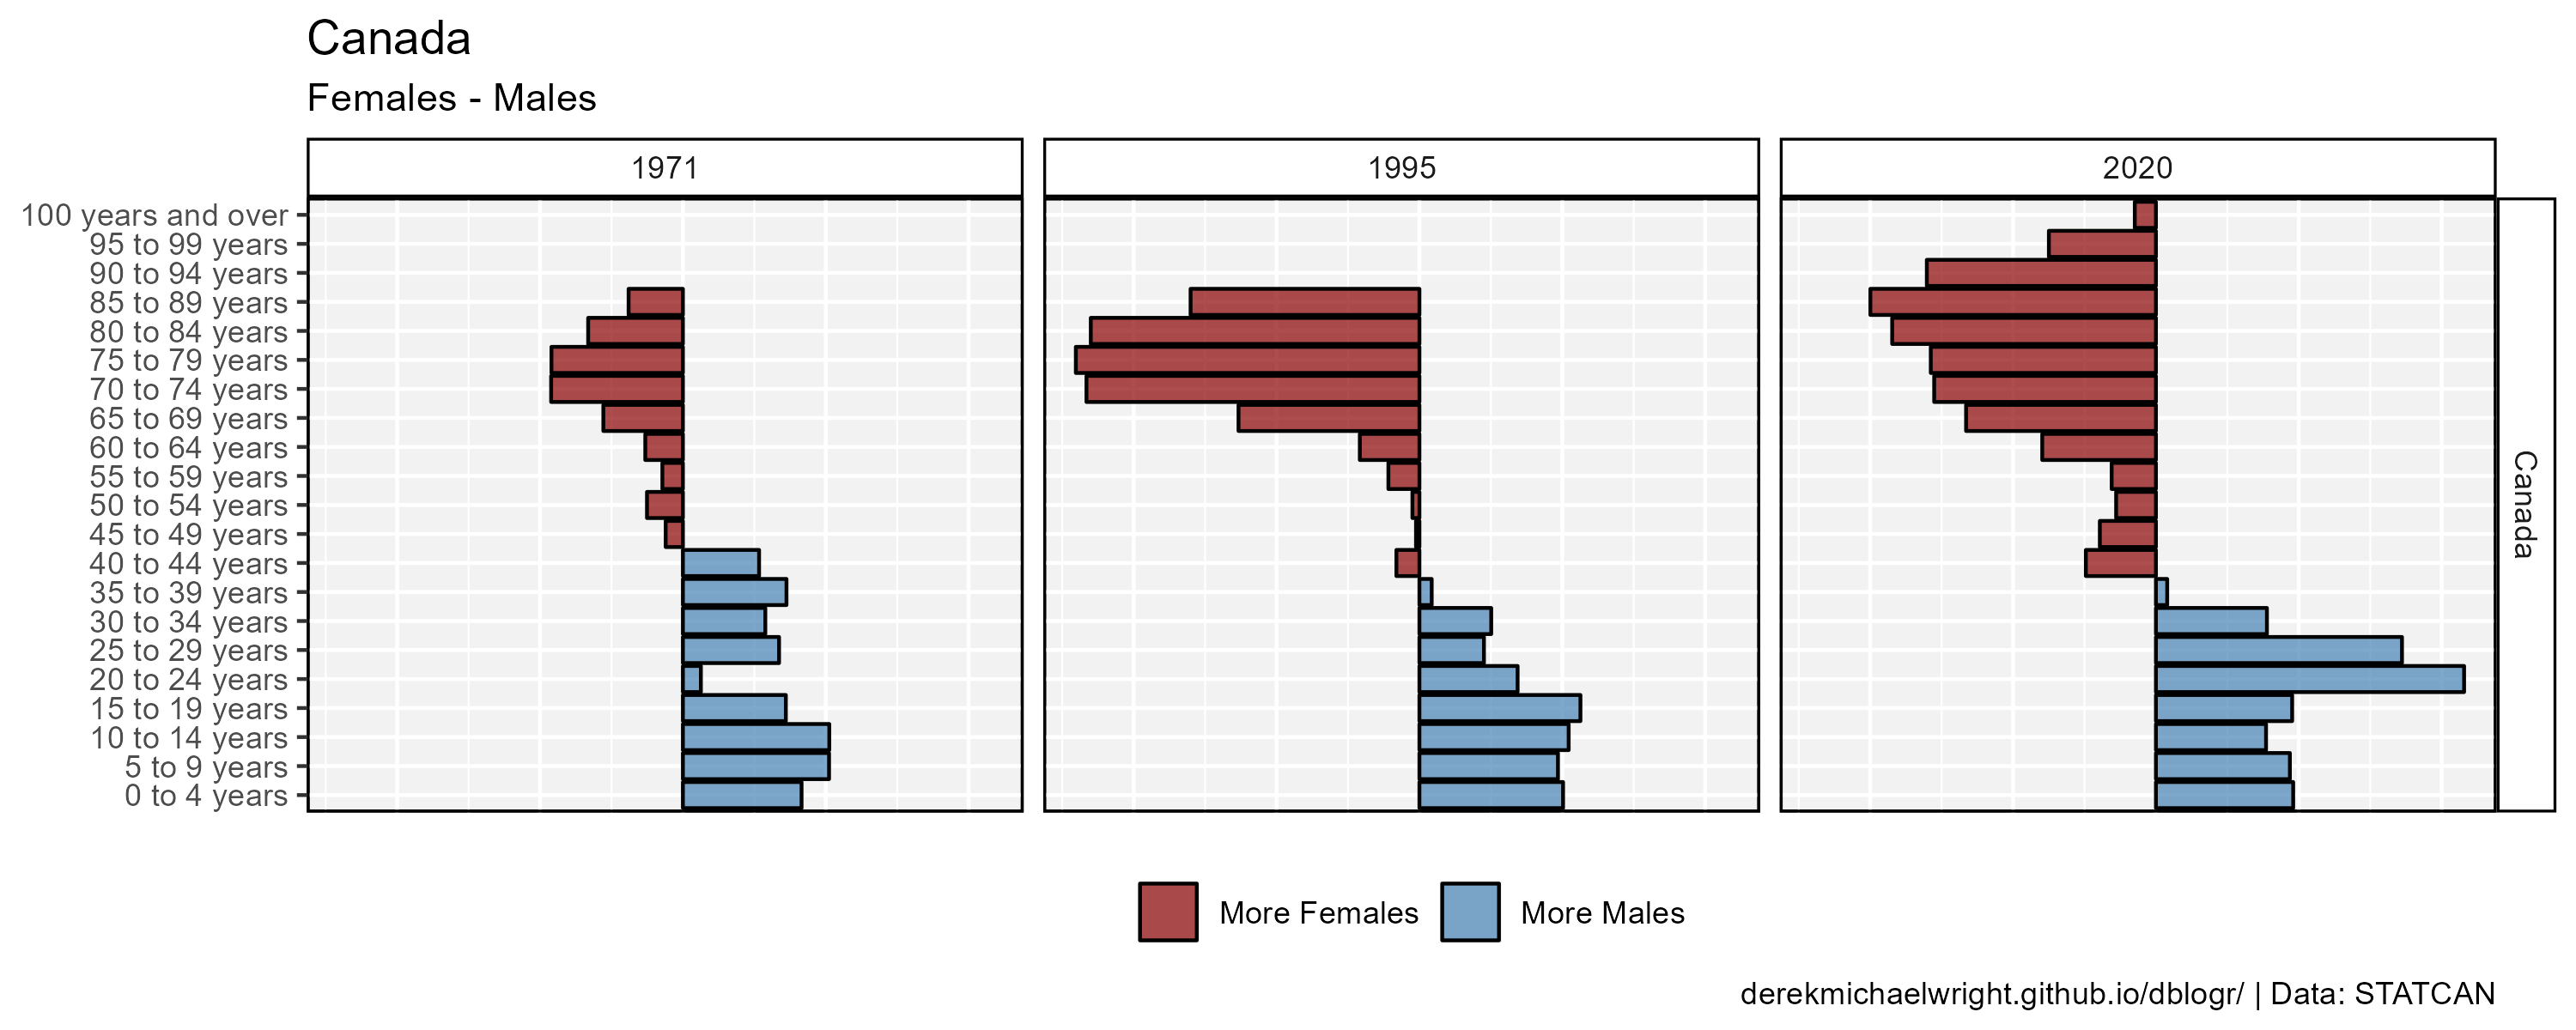 Canada
Females - Males
1971
1995
2020
100 years and over
95 to 99 years
90 to 94 years
85 to 89 years
80 to 84 years
75 to 79 years
70 to 74 years
65 to 69 years
60 to 64 years
55 to 59 years
50 to 54 years
45 to 49 years
40 to 44 years
35 to 39 years
30 to 34 years
25 to 29 years
20 to 24 years
15 to 19 years
10 to 14 years
5 to 9 years
0 to 4 years
Canada
More Females
More Males
derekmichaelwright.github.io/dblogr/ | Data: STATCAN